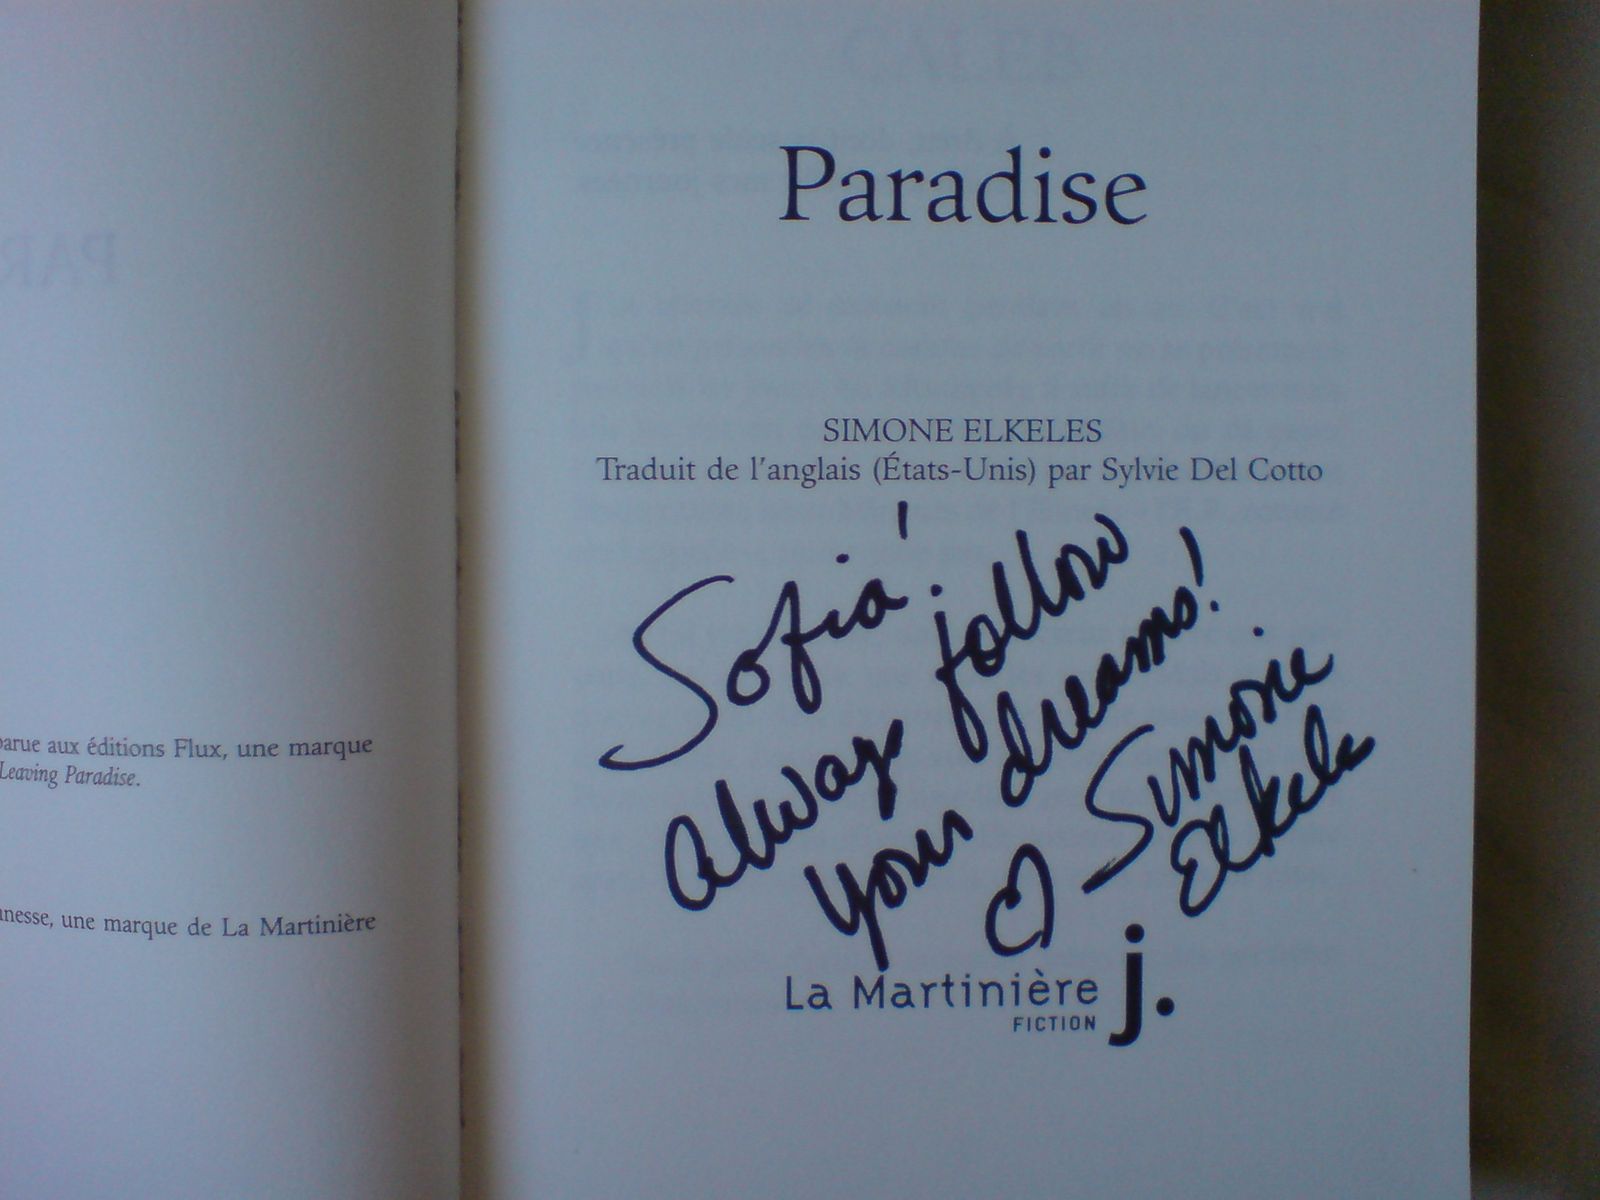 PAR
parue aux éditions Flux, une marque
Leaving Paradise.
une marque de La Martinière
Paradise
SIMONE ELKELES
Traduit de l'anglais (États-Unis) par Sylvie Del Cotto
Sofia!
Always follow
your dreams!
Simone
Elkeles
La Martinière j.
FICTION